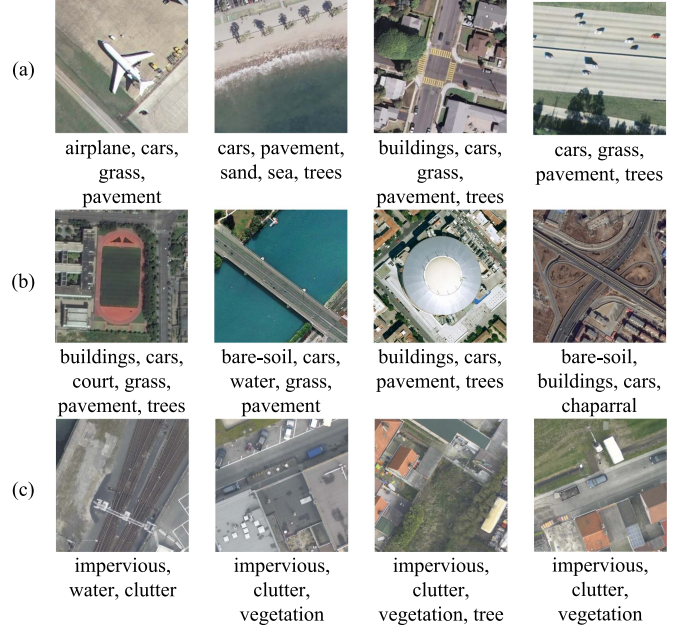 (a)
airplane, cars,
grass,
pavement
cars, pavement,
sand, sea, trees
buildings, cars,
grass,
pavement, trees
cars, grass,
pavement, trees
(b)
buildings, cars,
court, grass,
pavement, trees
bare-soil, cars,
water, grass,
pavement
buildings, cars,
pavement, trees
bare-soil,
buildings, cars,
chaparral
(c)
impervious,
water, clutter
impervious,
clutter,
vegetation
impervious,
clutter,
vegetation, tree
impervious,
clutter,
vegetation